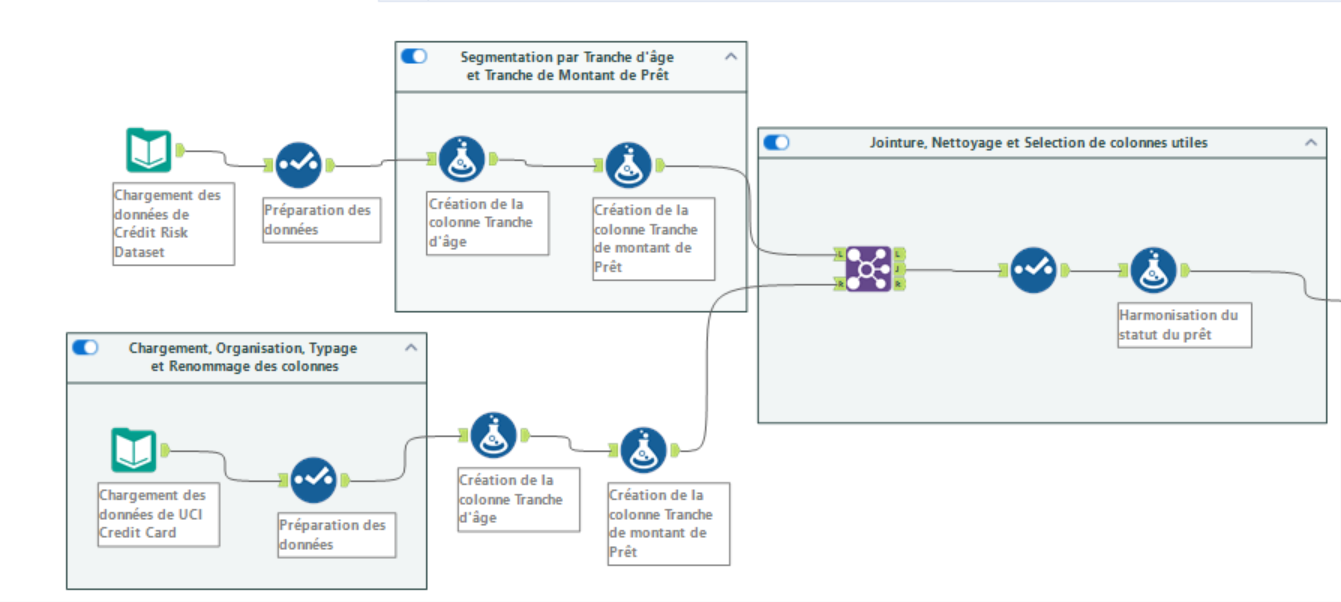 Segmentation par Tranche d'âge
et Tranche de Montant de Prêt
Chargement des
données de
Crédit Risk
Dataset
Préparation des
données
Création de la
colonne Tranche
d'âge
Création de la
colonne Tranche
de montant de
Prêt
Jointure, Nettoyage et Selection de colonnes utiles
L
R
L
J
R
Harmonisation du
statut du prêt
Chargement, Organisation, Typage
et Renommage des colonnes
Chargement des
données de UCI
Credit Card
Préparation des
données
Création de la
colonne Tranche
d'âge
Création de la
colonne Tranche
de montant de
Prêt